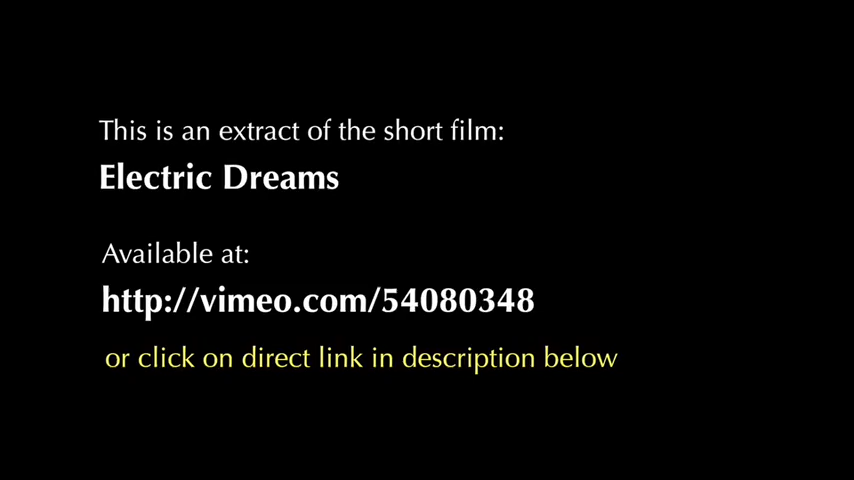 This is an extract of the short film:
Electric Dreams
Available at:
http://vimeo.com/54080348
or click on direct link in description below